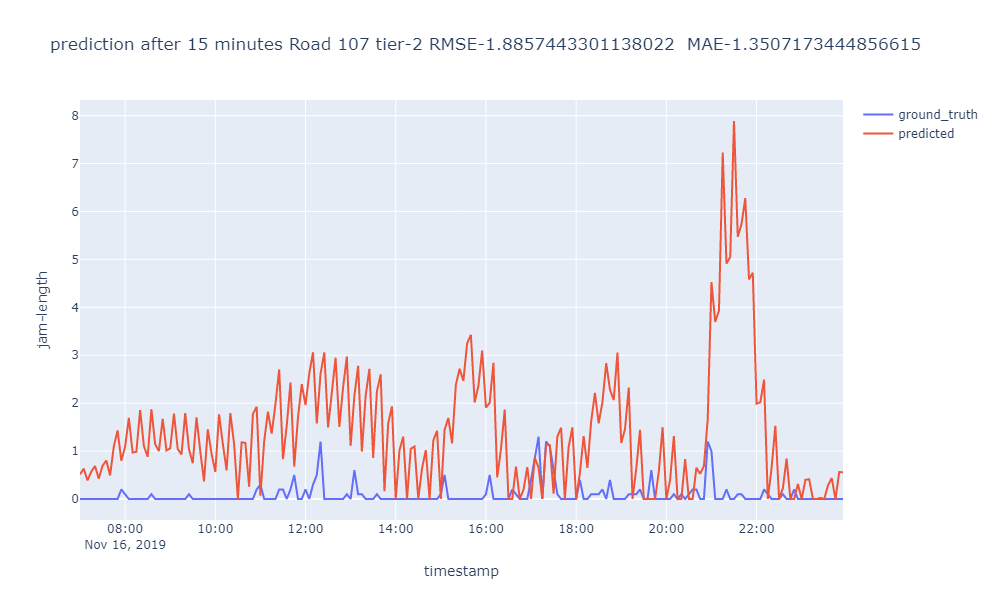 prediction after 15 minutes Road 107 tier-2 RMSE-1.8857443301138022  MAE-1.3507173444856615
ground_truth
predicted
8
7
6
5
4
3
2
1
0
jam-length
08:00 10:00 12:00 14:00 16:00 18:00 20:00 22:00
Nov 16, 2019
timestamp